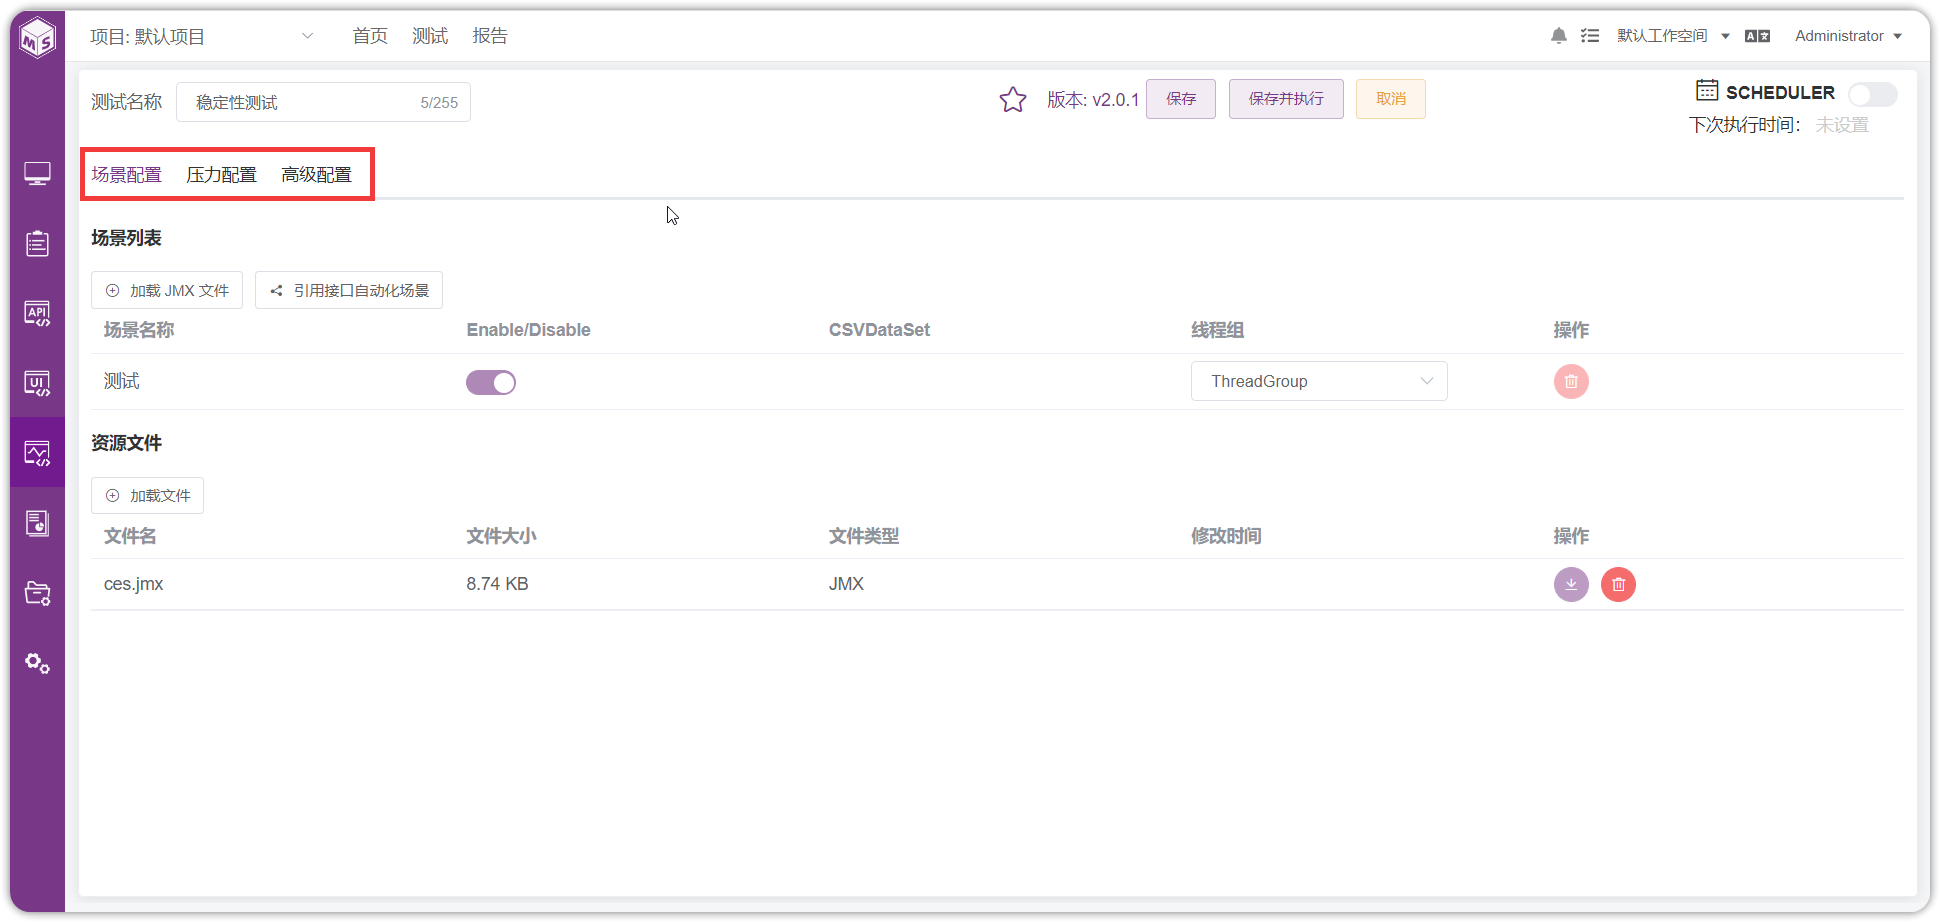 MS
项目: 默认项目
首页
测试
报告
默认工作空间
A文
Administrator
测试名称
稳定性测试
5/255
版本: v2.0.1
保存
保存并执行
取消
SCHEDULER
下次执行时间：
未设置
场景配置
压力配置
高级配置
场景列表
加载 JMX 文件
引用接口自动化场景
场景名称
Enable/Disable
CSVDataSet
线程组
操作
测试
ThreadGroup
资源文件
加载文件
文件名
文件大小
文件类型
修改时间
操作
ces.jmx
8.74 KB
JMX
API
UI